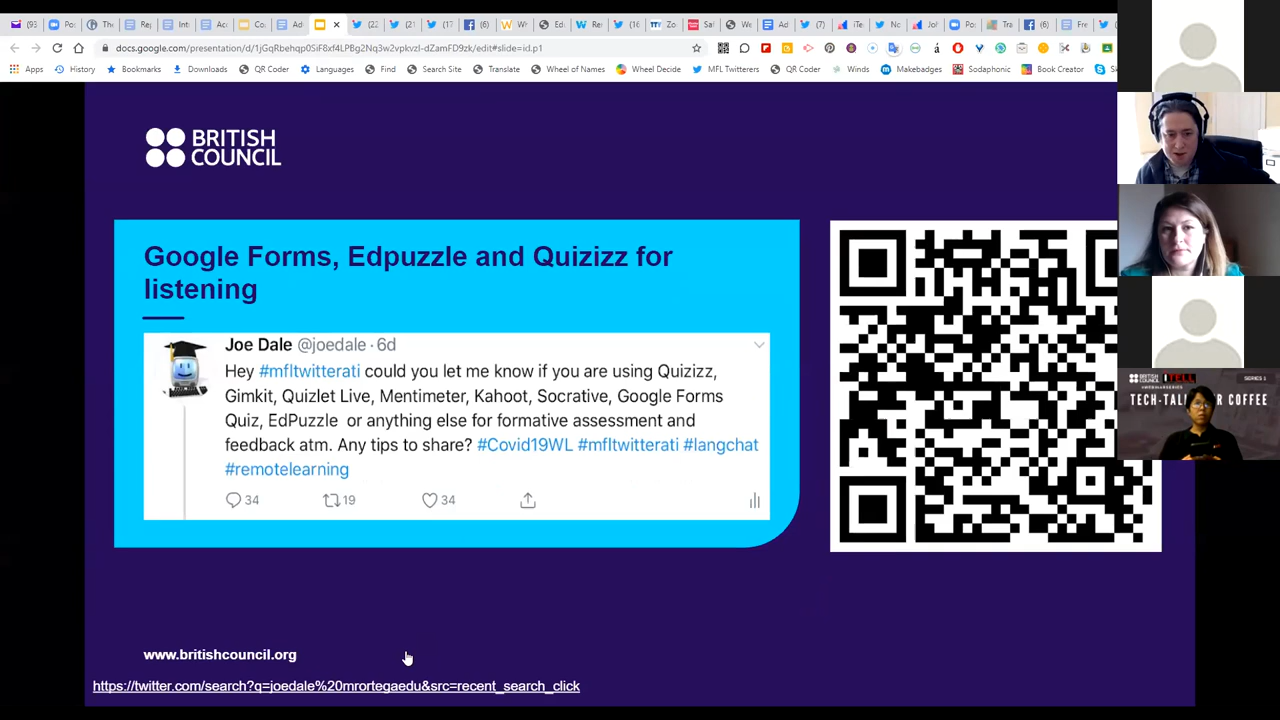 docs.google.com/presentation/d/1jGqRbehqp0SiF8xf4LPBg2Nq3w2vpkvzl-dZamFD9zk/edit#slide=id.p1
Apps History Bookmarks Downloads QR Coder Languages Find Search Site Translate Wheel of Names Wheel Decide MFL Twitterers QR Coder Winds Makebadges Sodaphonic Book Creator
BRITISH
COUNCIL
Google Forms, Edpuzzle and Quizizz for
listening
Joe Dale @joedale · 6d
Hey #mfltwitterati could you let me know if you are using Quizizz,
Gimkit, Quizlet Live, Mentimeter, Kahoot, Socrative, Google Forms
Quiz, EdPuzzle or anything else for formative assessment and
feedback atm. Any tips to share? #Covid19WL #mfltwitterati #langchat
#remotelearning
34 19 34
BRITISH COUNCIL SERIES 1
TECH-TAL COFFEE
www.britishcouncil.org
https://twitter.com/search?q=joedale%20mrortegaedu&src=recent_search_click